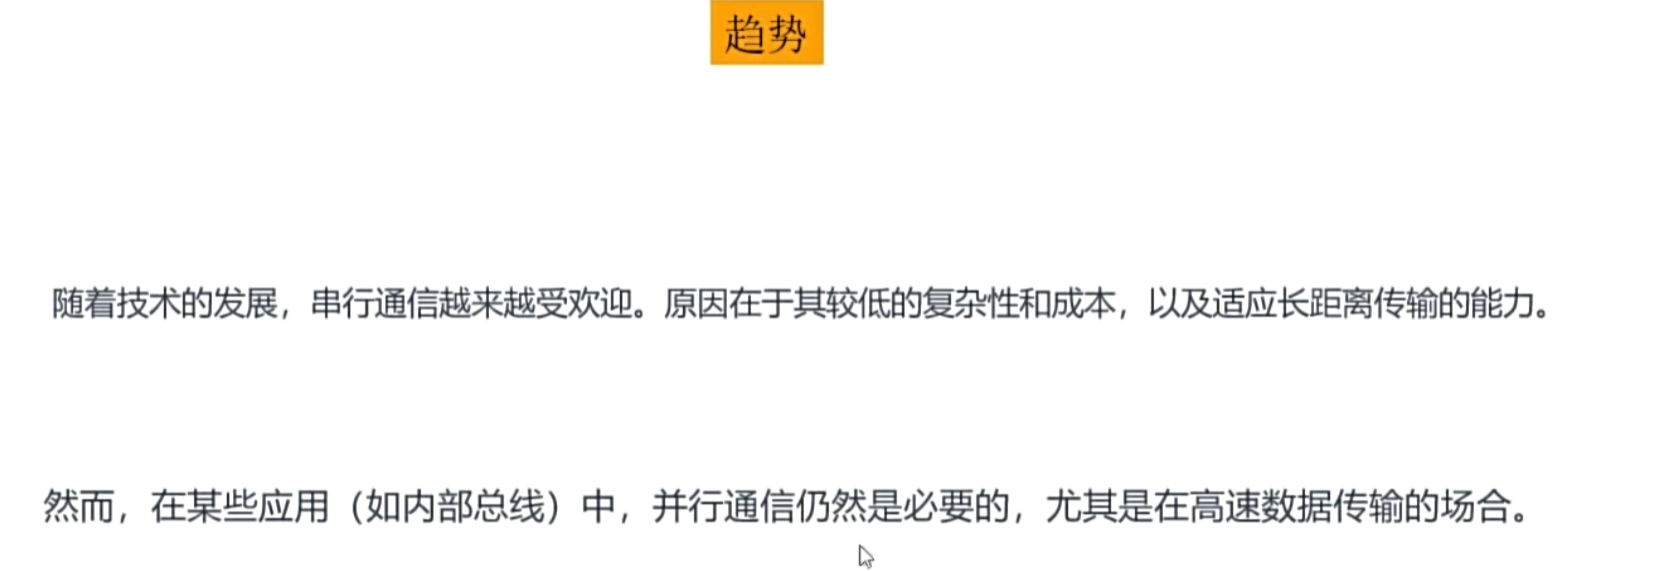 趋势
随着技术的发展，串行通信越来越受欢迎。原因在于其较低的复杂性和成本，以及适应长距离传输的能力。
然而，在某些应用（如内部总线）中，并行通信仍然是必要的，尤其是在高速数据传输的场合。